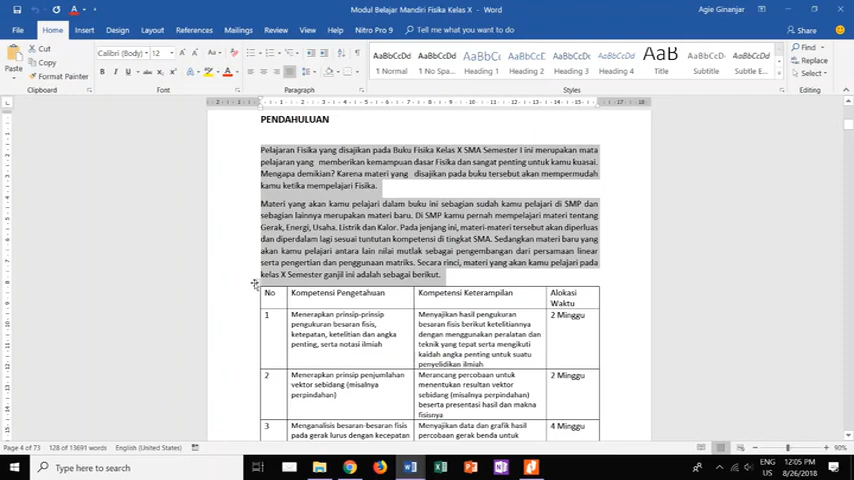 Modul Belajar Mandiri Fisika Kelas X - Word
Agie Ginanjar
File Home Insert Design Layout References Mailings Review View Nitro Pro 9 Tell me what you want to do Share
Cut
Copy
Format Painter
Paste
Clipboard
Calibri (Body) 12
Font
Paragraph
AaBbCcDd AaBbCcDd AaBbCc AaBbCcD AaBbCcD AaBbCcD AaB AaBbCcD AaBbCcDd
1 Normal 1 No Spa... Heading 1 Heading 2 Heading 3 Heading 4 Title Subtitle Subtle Em...
Styles
Find
Replace
Select
Editing
PENDAHULUAN
Pelajaran Fisika yang disajikan pada Buku Fisika Kelas X SMA Semester I ini merupakan mata
pelajaran yang memberikan kemampuan dasar Fisika dan sangat penting untuk kamu kuasai.
Mengapa demikian? Karena materi yang disajikan pada buku tersebut akan mempermudah
kamu ketika mempelajari Fisika.
Materi yang akan kamu pelajari dalam buku ini sebagian sudah kamu pelajari di SMP dan
sebagian lainnya merupakan materi baru. Di SMP kamu pernah mempelajari materi tentang
Gerak, Energi, Usaha. Listrik dan Kalor. Pada jenjang ini, materi-materi tersebut akan diperluas
dan diperdalam lagi sesuai tuntutan kompetensi di tingkat SMA. Sedangkan materi baru yang
akan kamu pelajari antara lain nilai mutlak sebagai pengembangan dari persamaan linear
serta pengertian dan penggunaan matriks. Secara rinci, materi yang akan kamu pelajari pada
kelas X Semester ganjil ini adalah sebagai berikut.
No Kompetensi Pengetahuan Kompetensi Keterampilan Alokasi
Waktu
1 Menerapkan prinsip-prinsip
pengukuran besaran fisis,
ketepatan, ketelitian dan angka
penting, serta notasi ilmiah
Menyajikan hasil pengukuran
besaran fisis berikut ketelitiannya
dengan menggunakan peralatan dan
teknik yang tepat serta mengikuti
kaidah angka penting untuk suatu
penyelidikan ilmiah
2 Minggu
2 Menerapkan prinsip penjumlahan
vektor sebidang (misalnya
perpindahan)
Merancang percobaan untuk
menentukan resultan vektor
sebidang (misalnya perpindahan)
beserta presentasi hasil dan makna
fisisnya
2 Minggu
3 Menganalisis besaran-besaran fisis
pada gerak lurus dengan kecepatan
Menyajikan data dan grafik hasil
percobaan gerak benda untuk
4 Minggu
Page 4 of 73 128 of 13691 words English (United States) 90%
Type here to search
ENG
US
12:05 PM
8/26/2018